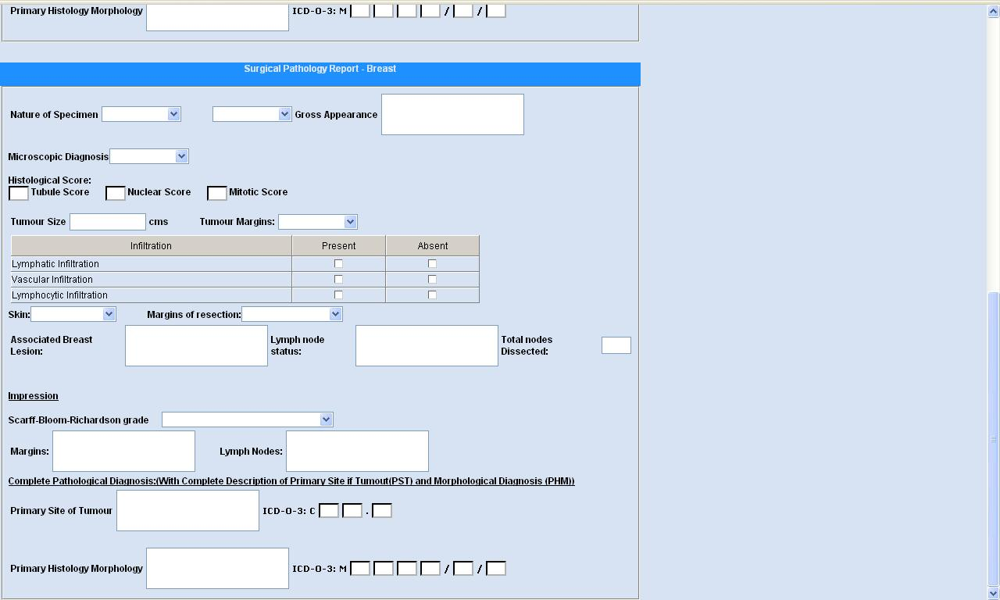 Primary Histology Morphology ICD-O-3: M / /
Surgical Pathology Report - Breast
Nature of Specimen Gross Appearance
Microscopic Diagnosis
Histological Score:
Tubule Score Nuclear Score Mitotic Score
Tumour Size cms Tumour Margins:
Infiltration Present Absent
Lymphatic Infiltration
Vascular Infiltration
Lymphocytic Infiltration
Skin: Margins of resection:
Associated Breast Lesion: Lymph node status: Total nodes Dissected:
Impression
Scarff-Bloom-Richardson grade
Margins: Lymph Nodes:
Complete Pathological Diagnosis:(With Complete Description of Primary Site if Tumout(PST) and Morphological Diagnosis (PHM))
Primary Site of Tumour ICD-O-3: C .
Primary Histology Morphology ICD-O-3: M / /